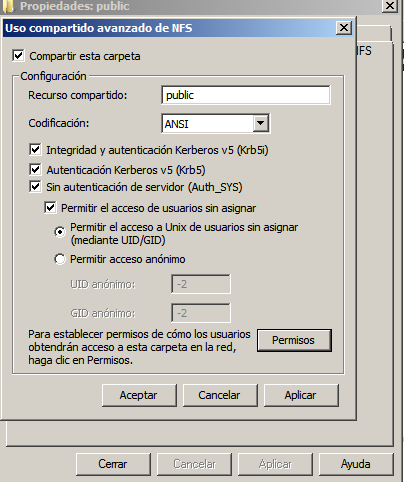 Propiedades: public
Uso compartido avanzado de NFS
NFS
Compartir esta carpeta
Configuración
Recurso compartido: public
Codificación: ANSI
Integridad y autenticación Kerberos v5 (Krb5i)
Autenticación Kerberos v5 (Krb5)
Sin autenticación de servidor (Auth_SYS)
Permitir el acceso de usuarios sin asignar
Permitir el acceso a Unix de usuarios sin asignar
(mediante UID/GID)
Permitir acceso anónimo
UID anónimo: -2
GID anónimo: -2
Para establecer permisos de cómo los usuarios
obtendrán acceso a esta carpeta en la red,
haga clic en Permisos.
Permisos
Aceptar Cancelar Aplicar
Cerrar Cancelar Aplicar Ayuda